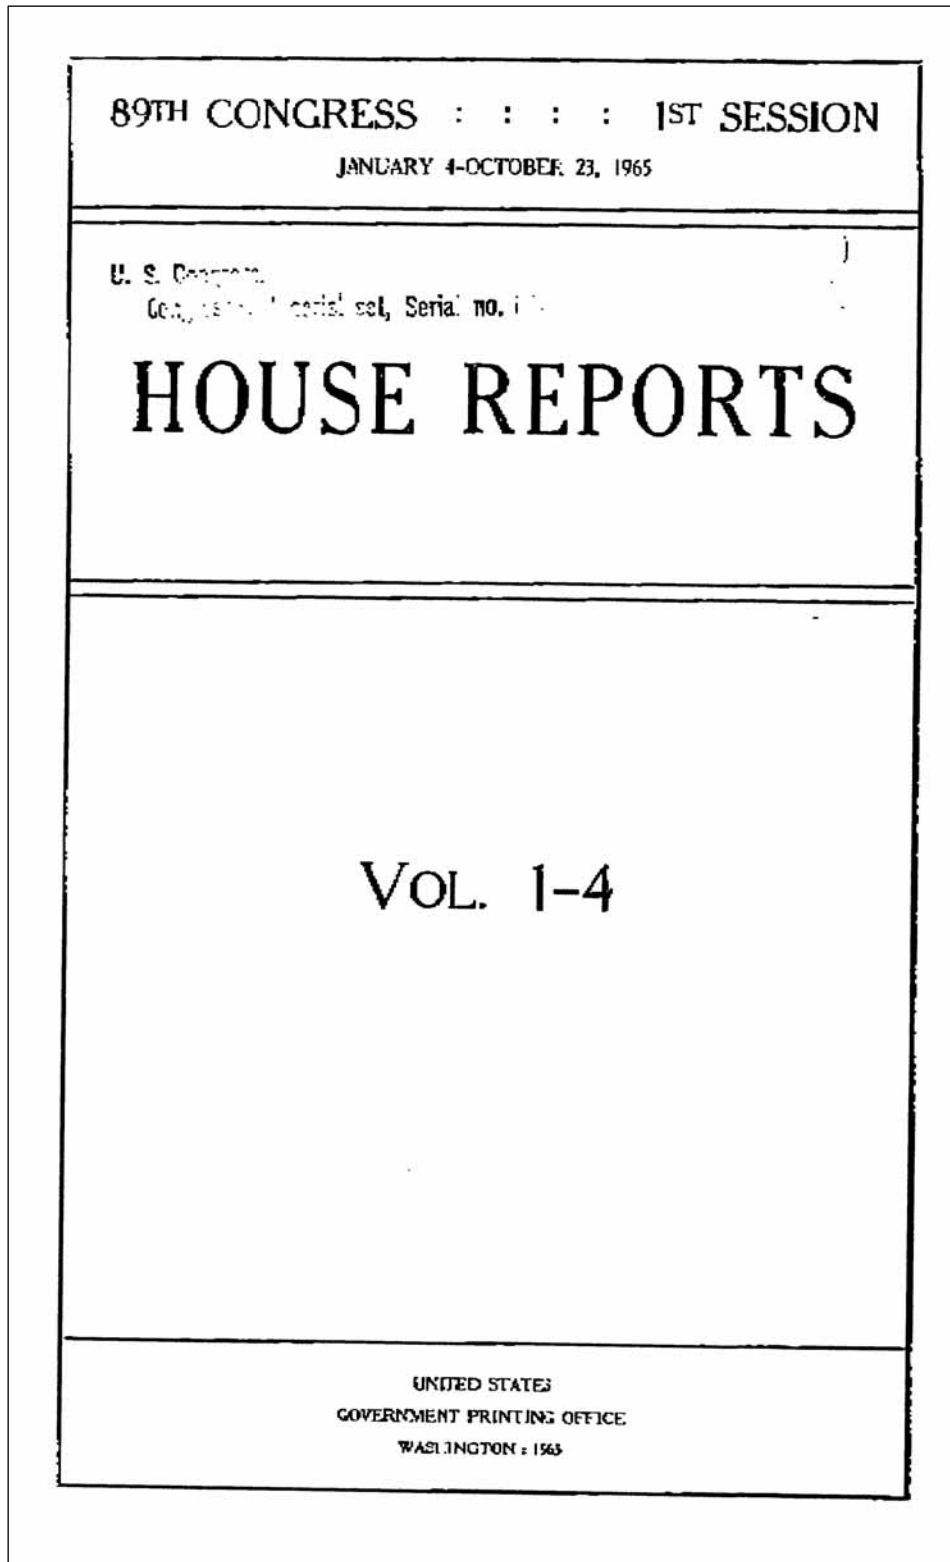 89TH CONGRESS : : : : 1ST SESSION
JANUARY 4-OCTOBER 23, 1965
U. S.
set, Serial no.
HOUSE REPORTS
VOL. 1-4
UNITED STATES
GOVERNMENT PRINTING OFFICE
WASHINGTON : 1965